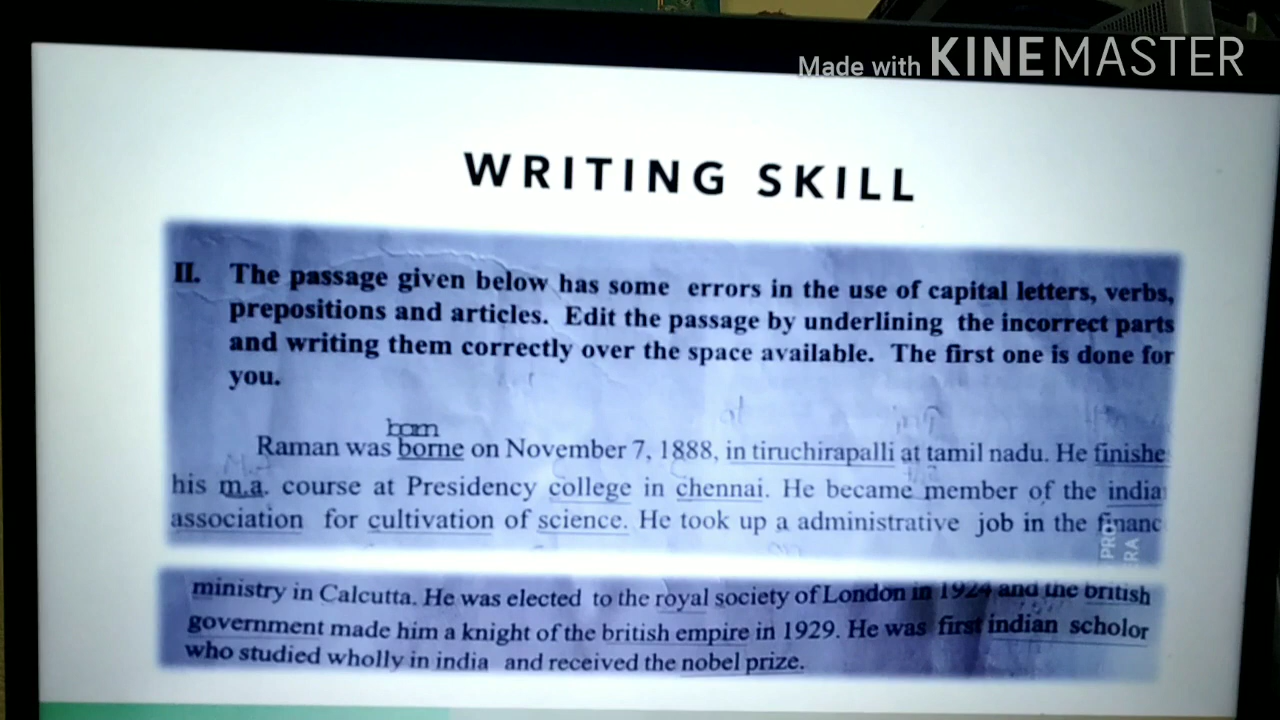 Made with KINEMASTER
WRITING SKILL
II. The passage given below has some errors in the use of capital letters, verbs,
prepositions and articles. Edit the passage by underlining the incorrect parts
and writing them correctly over the space available. The first one is done for
you.
born
Raman was borne on November 7, 1888, in tiruchirapalli at tamil nadu. He finishe
his m.a. course at Presidency college in chennai. He became member of the india
association for cultivation of science. He took up a administrative job in the financ
ministry in Calcutta. He was elected to the royal society of London in 1924 and the british
government made him a knight of the british empire in 1929. He was first indian scholor
who studied wholly in india and received the nobel prize.